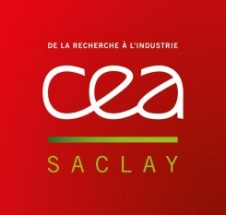 DE LA RECHERCHE À L'INDUSTRIE
cea
SACLAY